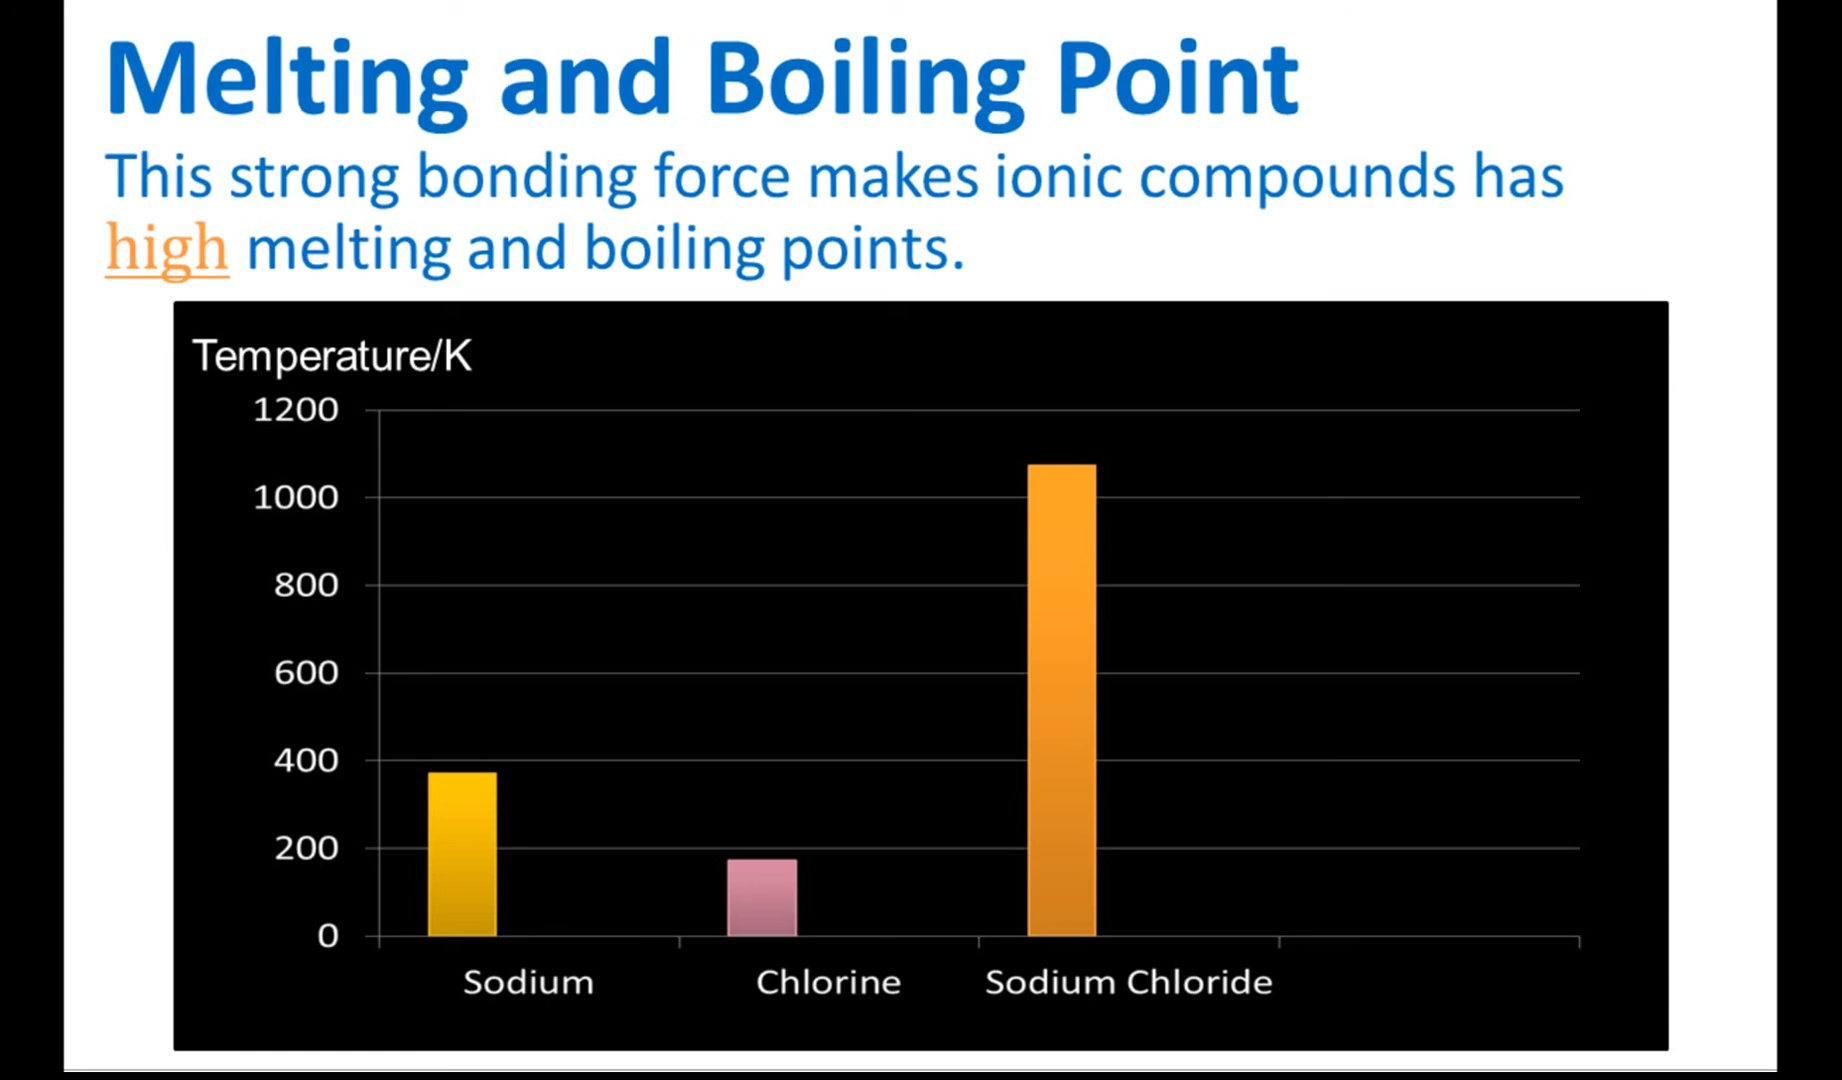 Melting and Boiling Point
This strong bonding force makes ionic compounds has
high melting and boiling points.
Temperature/K
1200
1000
800
600
400
200
0
Sodium Chlorine Sodium Chloride